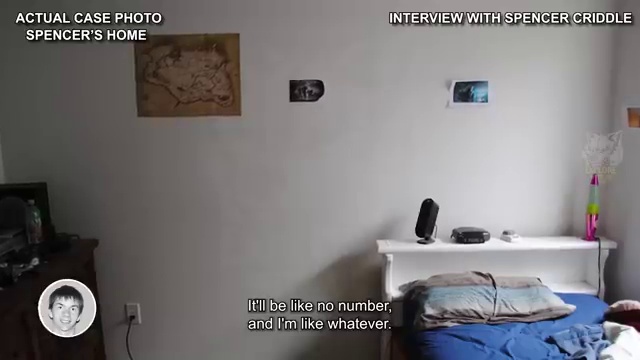 ACTUAL CASE PHOTO
SPENCER'S HOME
INTERVIEW WITH SPENCER CRIDDLE
It'll be like no number,
and I'm like whatever.